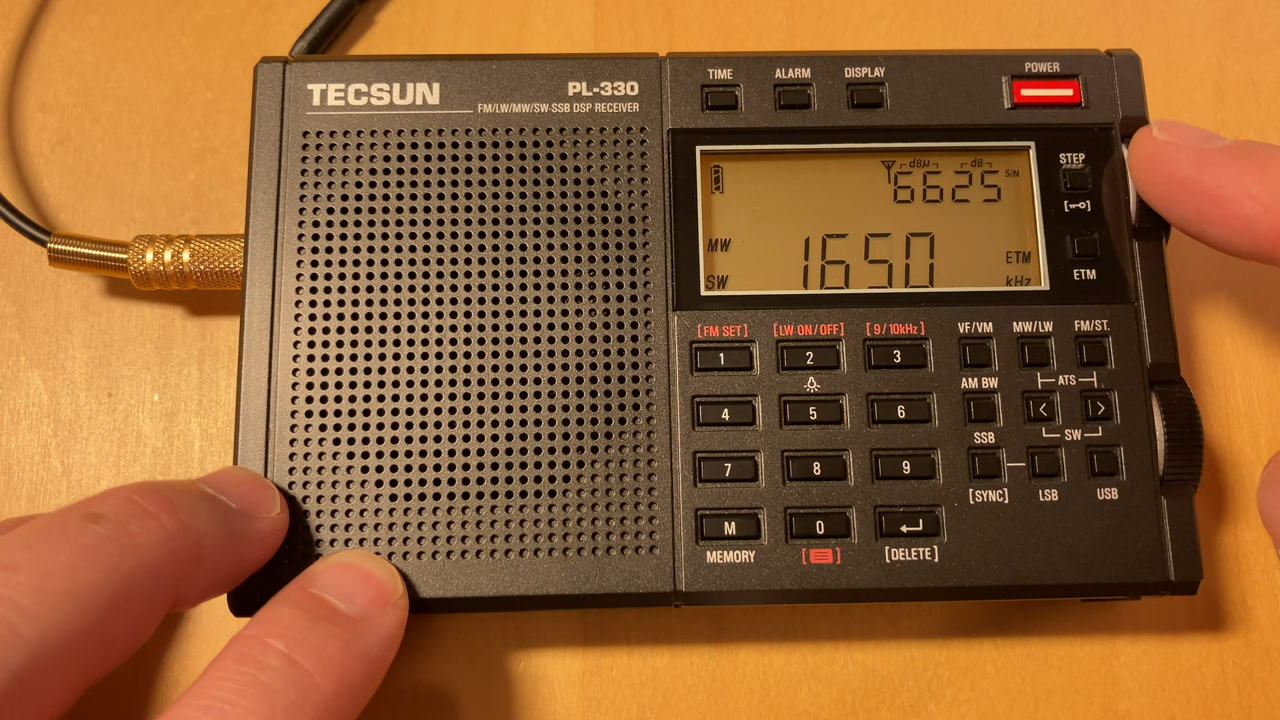 TECSUN
PL-330
FM/LW/MW/SW-SSB DSP RECEIVER
TIME ALARM DISPLAY POWER
dBµ dB
6625 S/N
MW 1650 ETM
SW kHz
STEP
ETM
[FM SET] [LW ON/OFF] [9/10kHz] VF/VM MW/LW FM/ST.
1 2 3
AM BW ATS
4 5 6 < >
SSB SW
7 8 9
[SYNC] LSB USB
M 0
MEMORY [DELETE]